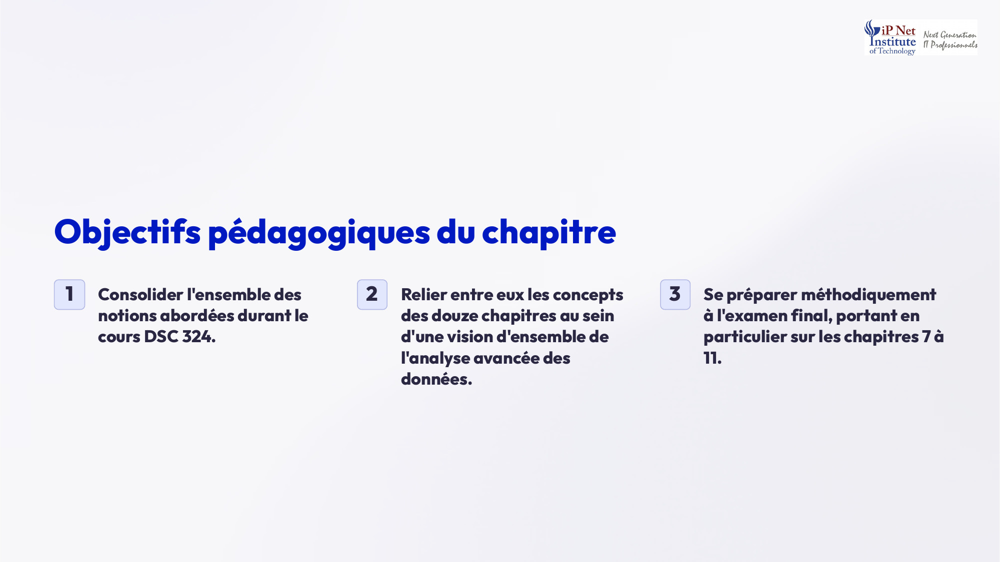 iP Net
Institute
of Technology
Next Generation
IT Professionnels
Objectifs pédagogiques du chapitre
1
Consolider l'ensemble des
notions abordées durant le
cours DSC 324.
2
Relier entre eux les concepts
des douze chapitres au sein
d'une vision d'ensemble de
l'analyse avancée des
données.
3
Se préparer méthodiquement
à l'examen final, portant en
particulier sur les chapitres 7 à
11.